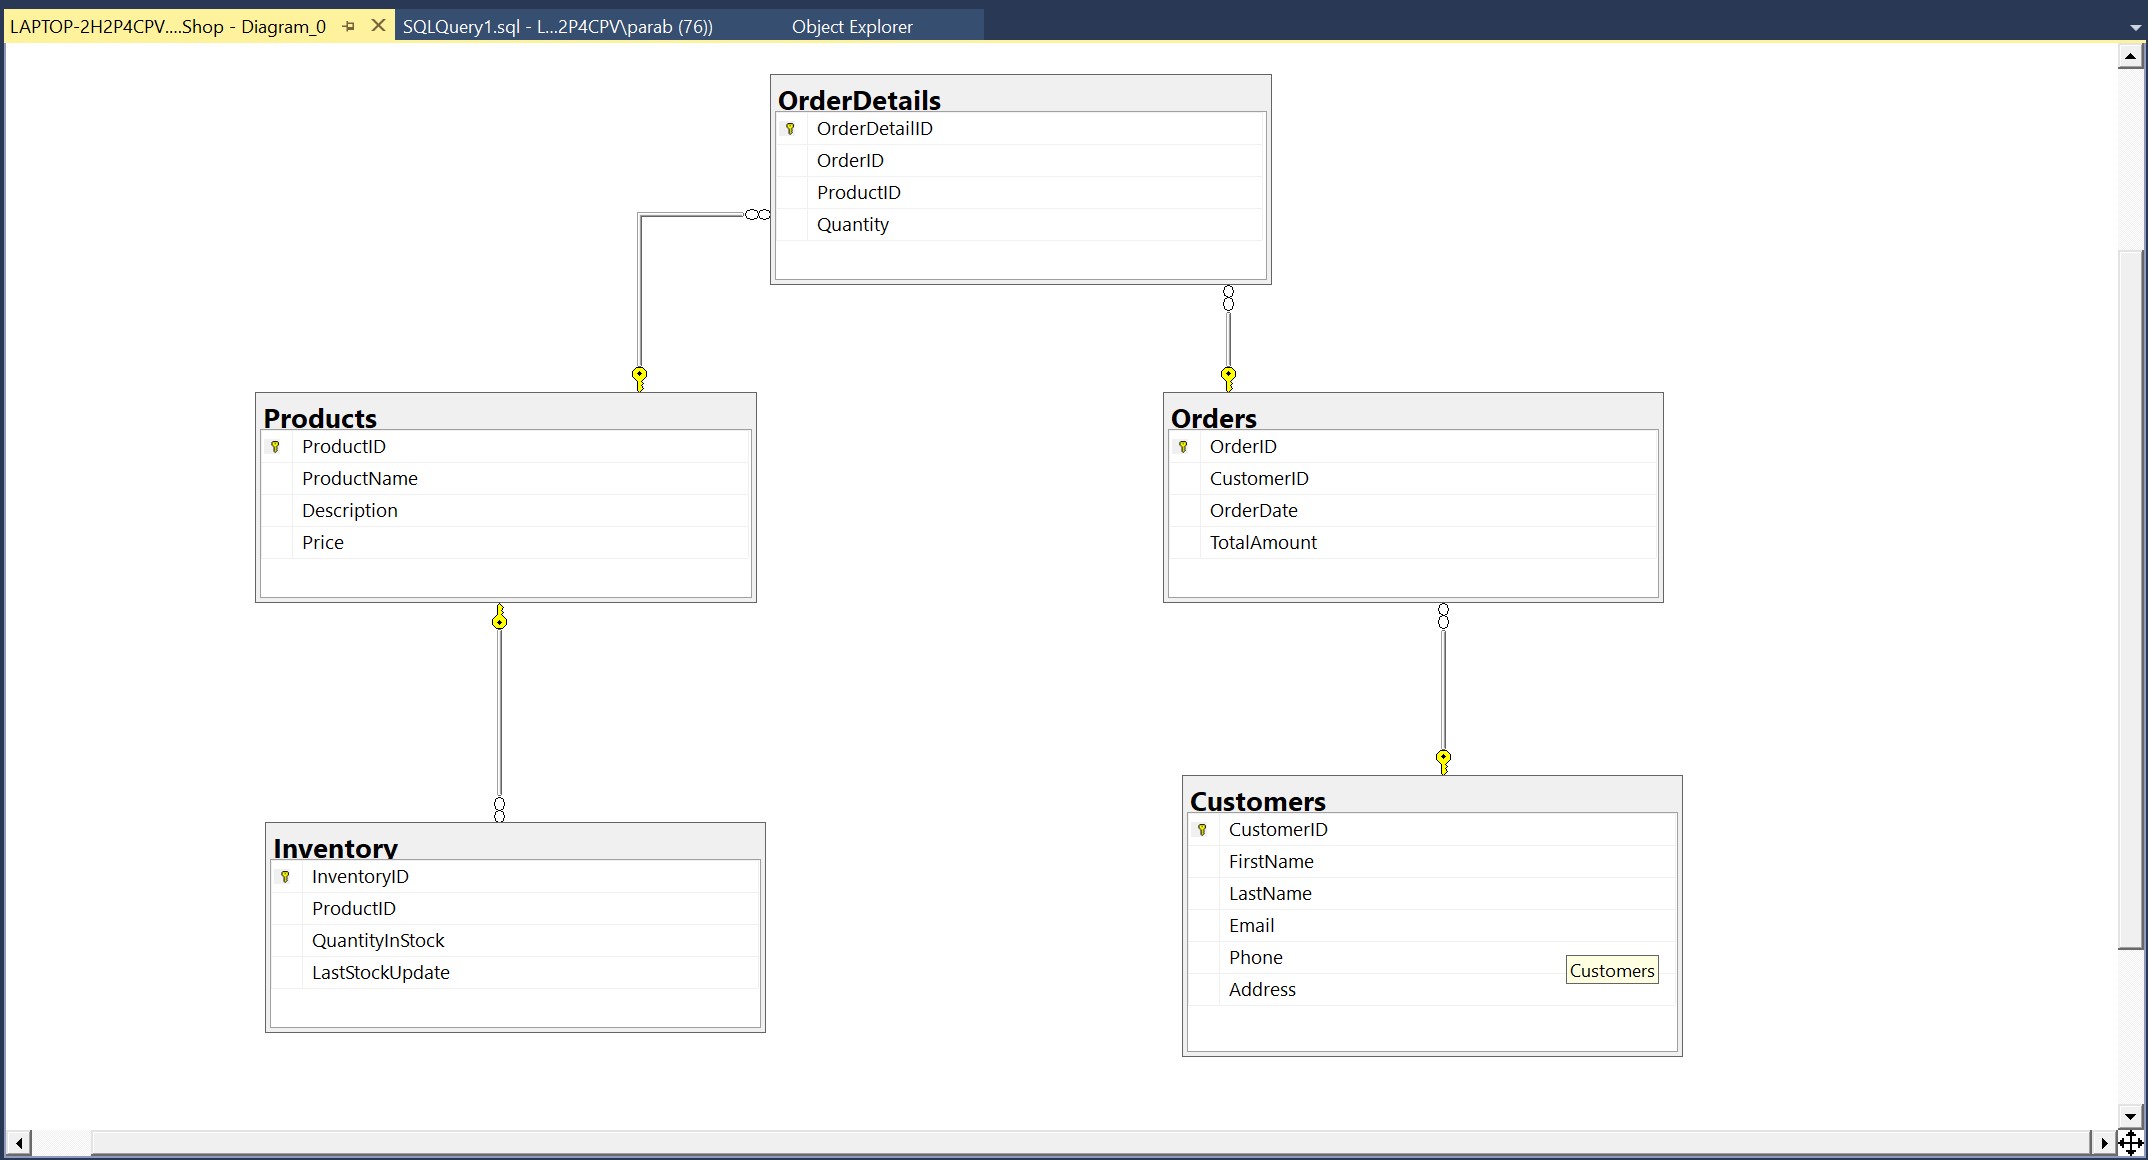 LAPTOP-2H2P4CPV....Shop - Diagram_0
SQLQuery1.sql - L...2P4CPV\parab (76))
Object Explorer
OrderDetails
OrderDetailID
OrderID
ProductID
Quantity
Products
ProductID
ProductName
Description
Price
Orders
OrderID
CustomerID
OrderDate
TotalAmount
Inventory
InventoryID
ProductID
QuantityInStock
LastStockUpdate
Customers
CustomerID
FirstName
LastName
Email
Phone
Customers
Address